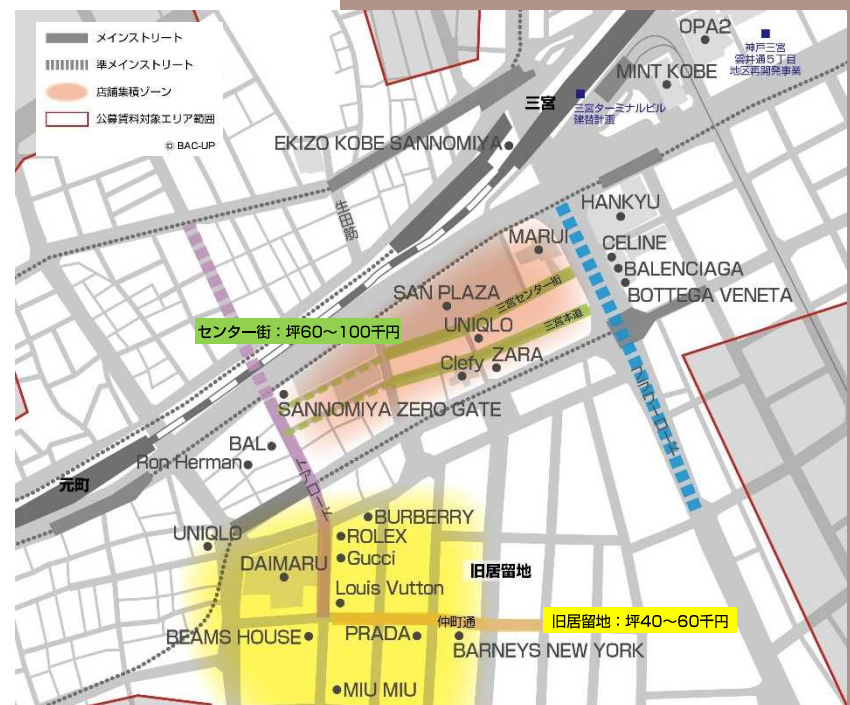 メインストリート
準メインストリート
店舗集積ゾーン
公募賃料対象エリア範囲
© BAC-UP
OPA2
神戸三宮
雲井通5丁目
地区再開発事業
MINT KOBE
三宮
三宮ターミナルビル
建替計画
EKIZO KOBE SANNOMIYA
生田筋
HANKYU
MARUI
CELINE
BALENCIAGA
BOTTEGA VENETA
SAN PLAZA
三宮センター街
UNIQLO
三宮本通
センター街：坪60～100千円
Clefy
ZARA
フラワーロード
SANNOMIYA ZERO GATE
BAL
Ron Herman
トアロード
元町
BURBERRY
UNIQLO
ROLEX
Gucci
DAIMARU
旧居留地
Louis Vutton
仲町通
旧居留地：坪40～60千円
BEAMS HOUSE
PRADA
BARNEYS NEW YORK
MIU MIU